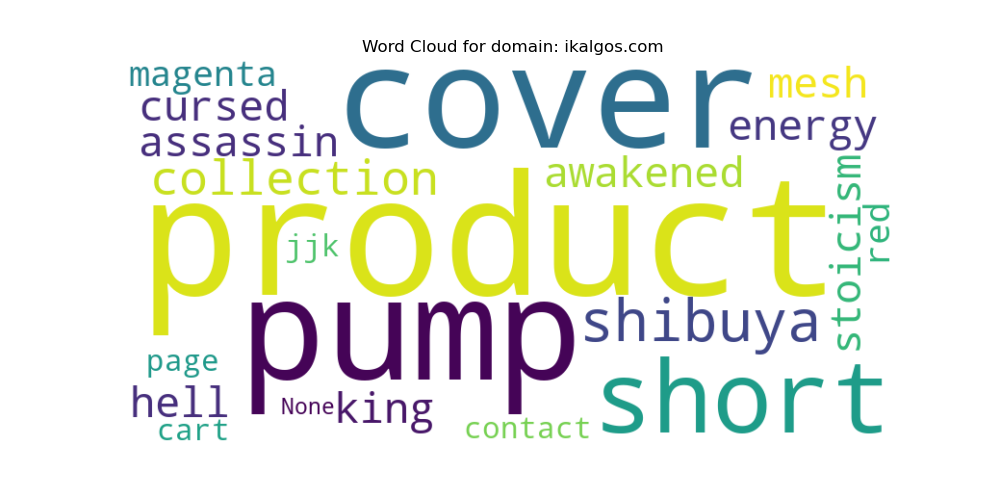 Word Cloud for domain: ikalgos.com
magenta
cover
mesh
cursed
energy
assassin
collection
awakened
stoicism
red
product
jjk
pump
shibuya
page
short
hell
None
king
cart
contact